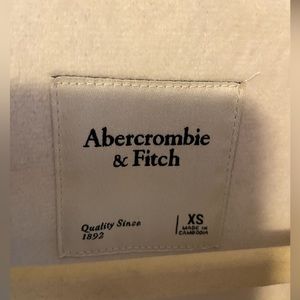 Abercrombie
& Fitch
Quality Since
1892
XS
MADE IN
CAMBODIA